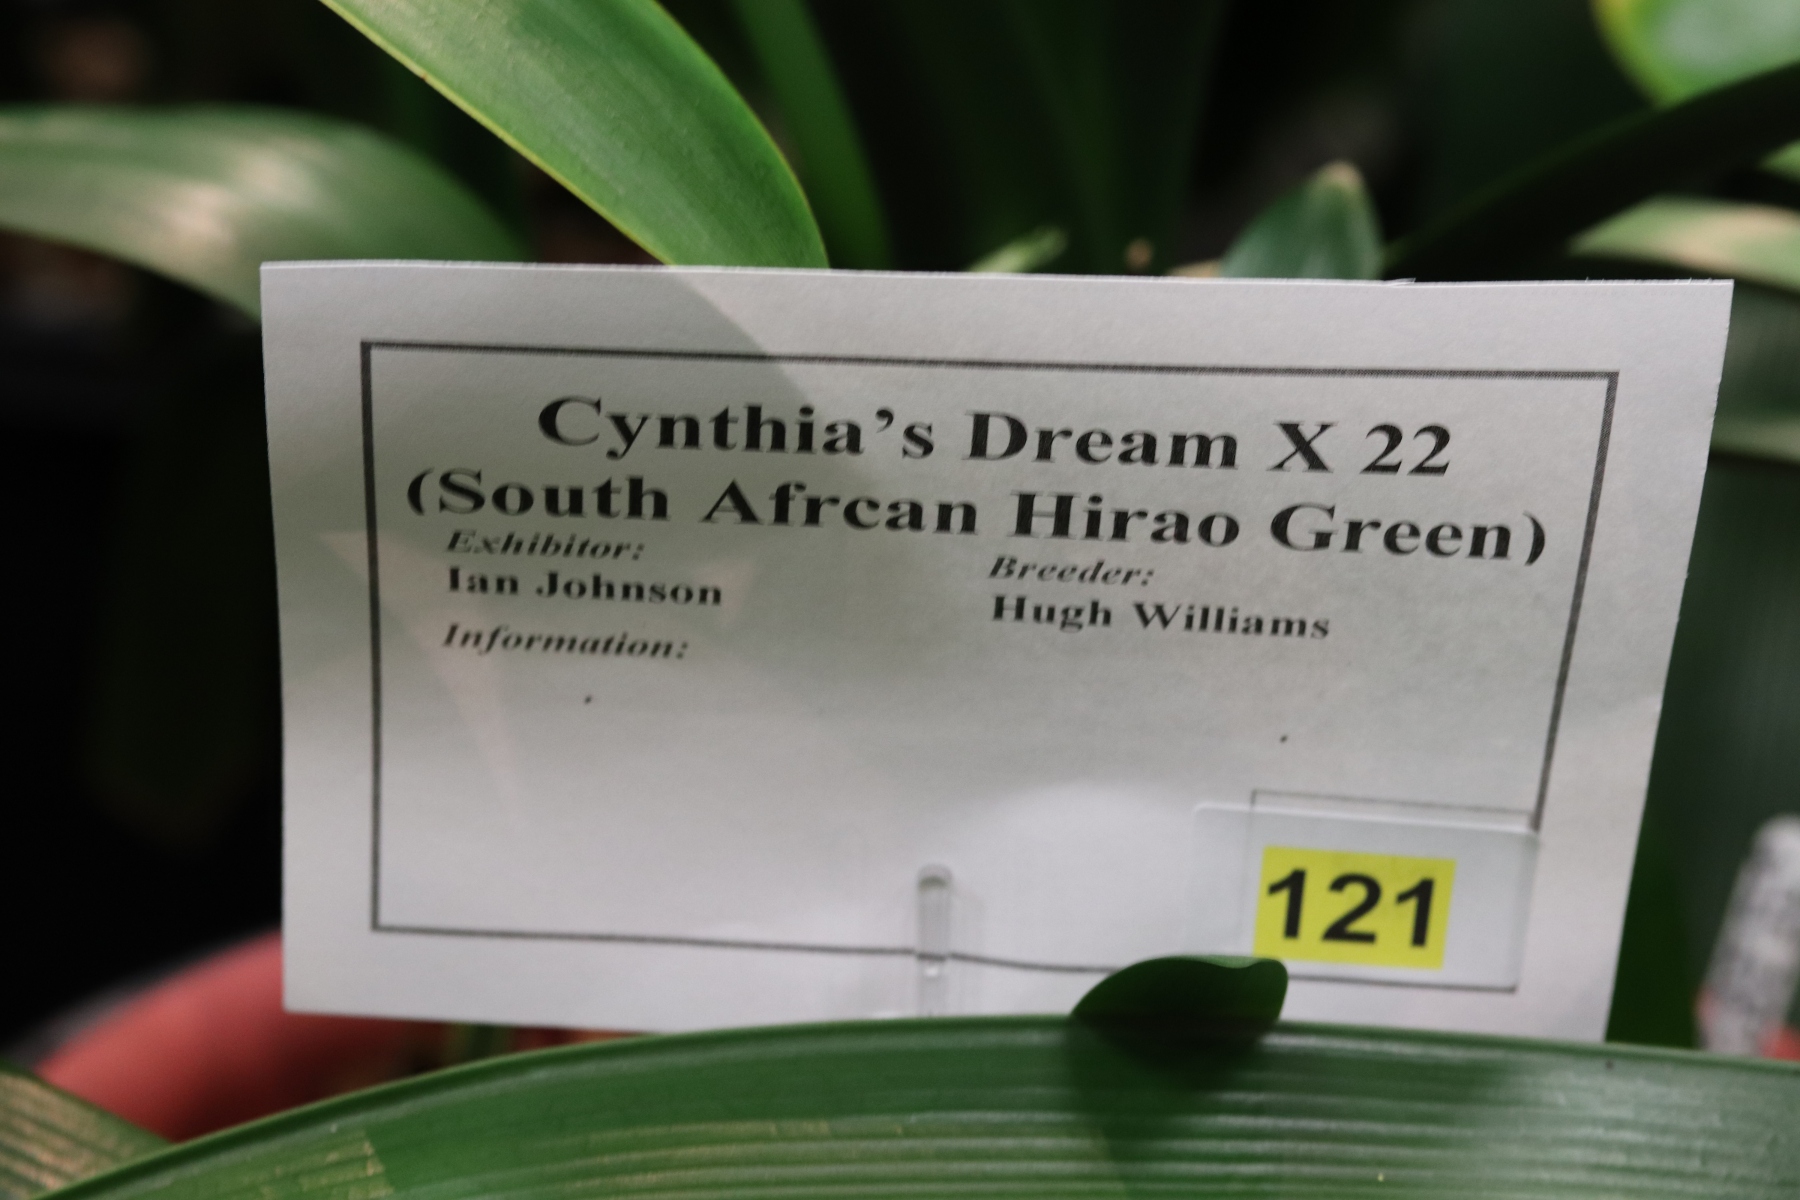 Cynthia's Dream X 22
(South Afrcan Hirao Green)
Exhibitor:
Ian Johnson
Breeder:
Hugh Williams
Information:
121